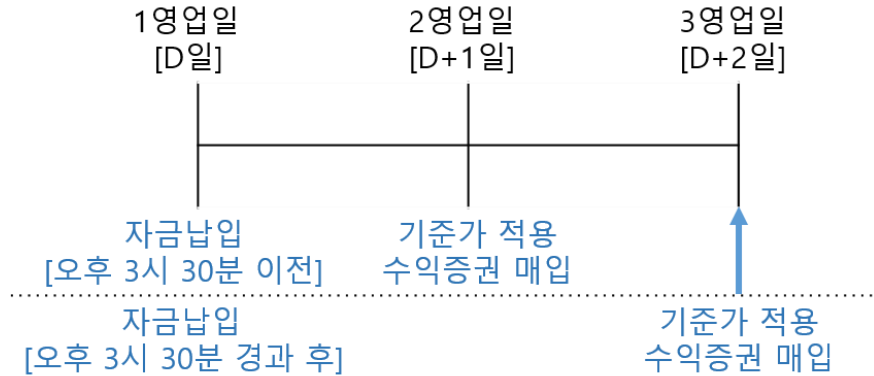 1영업일
[D일]
2영업일
[D+1일]
3영업일
[D+2일]
자금납입
[오후 3시 30분 이전]
기준가 적용
수익증권 매입
자금납입
[오후 3시 30분 경과 후]
기준가 적용
수익증권 매입